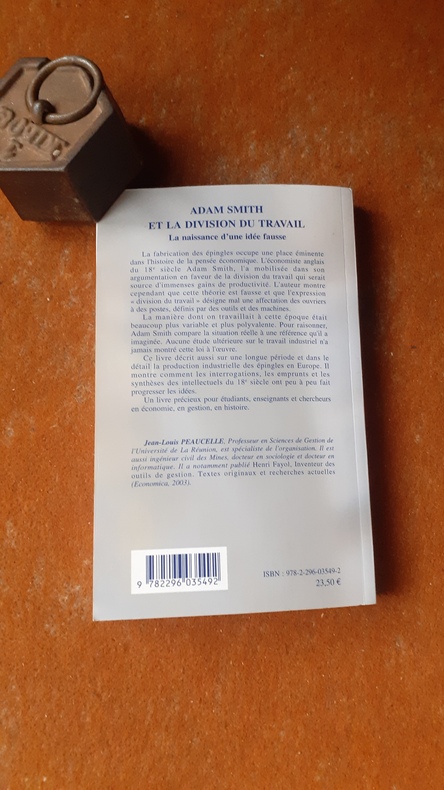 ADAM SMITH
ET LA DIVISION DU TRAVAIL
La naissance d'une idée fausse
La fabrication des épingles occupe une place éminente
dans l'histoire de la pensée économique. L'économiste anglais
du 18e siècle Adam Smith, l'a mobilisée dans son
argumentation en faveur de la division du travail qui serait
source d'immenses gains de productivité. L'auteur montre
cependant que cette théorie est fausse et que l'expression
« division du travail » désigne mal une affectation des ouvriers
à des postes, définis par des outils et des machines.
La manière dont on travaillait à cette époque était
beaucoup plus variable et plus polyvalente. Pour raisonner,
Adam Smith compare la situation réelle à une référence qu'il a
imaginée. Aucune étude ultérieure sur le travail industriel n'a
jamais montré cette loi à l'œuvre.
Ce livre décrit aussi sur une longue période et dans le
détail la production industrielle des épingles en Europe. Il
montre comment les interrogations, les emprunts et les
synthèses des intellectuels du 18e siècle ont peu à peu fait
progresser les idées.
Un livre précieux pour étudiants, enseignants et chercheurs
en économie, en gestion, en histoire.
Jean-Louis PEAUCELLE, Professeur en Sciences de Gestion de
l'Université de La Réunion, est spécialiste de l'organisation. Il est
aussi ingénieur civil des Mines, docteur en sociologie et docteur en
informatique. Il a notamment publié Henri Fayol, Inventeur des
outils de gestion. Textes originaux et recherches actuelles
(Economica, 2003).
ISBN : 978-2-296-03549-2
23,50 €
9 782296 035492